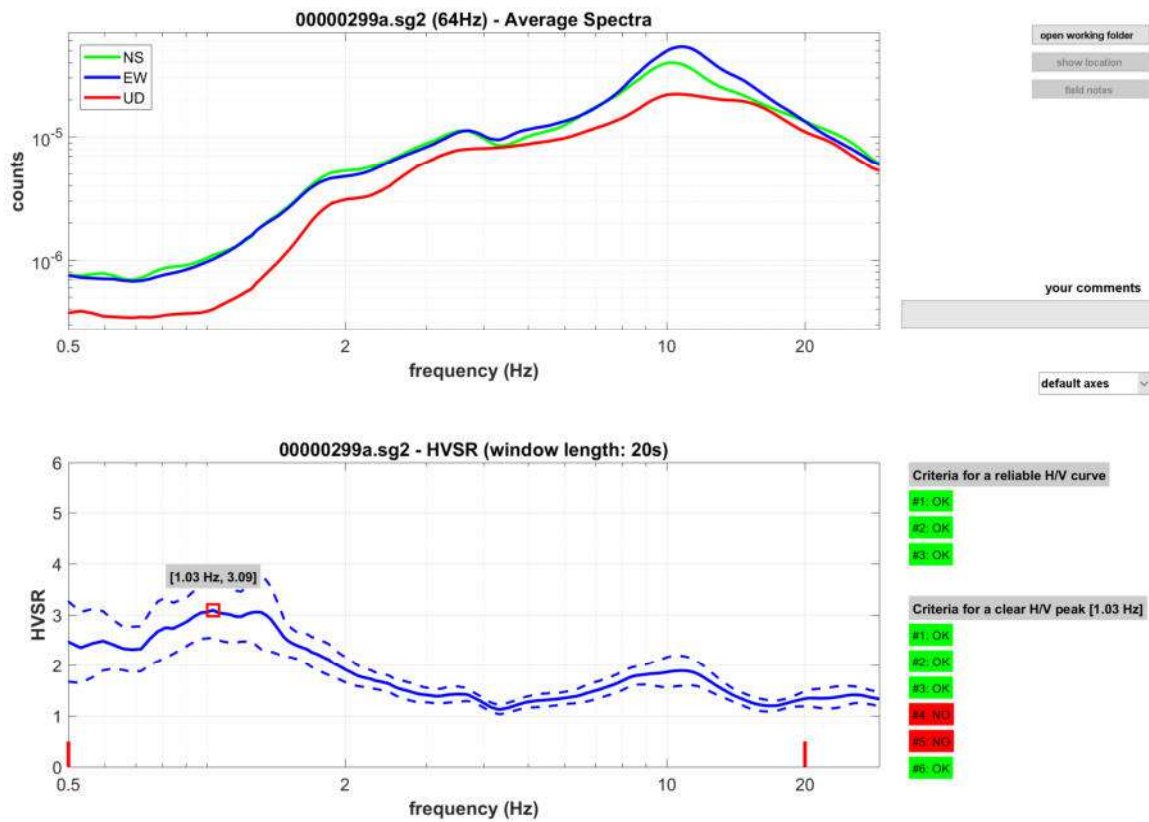 00000299a.sg2 (64Hz) - Average Spectra
NS
EW
UD
10^-5
10^-6
counts
0.5
2
10
20
frequency (Hz)
open working folder
show location
field notes
your comments
default axes
00000299a.sg2 - HVSR (window length: 20s)
6
5
4
3
2
1
0
HVSR
[1.03 Hz, 3.09]
0.5
2
10
20
frequency (Hz)
Criteria for a reliable H/V curve
#1: OK
#2: OK
#3: OK
Criteria for a clear H/V peak [1.03 Hz]
#1: OK
#2: OK
#3: OK
#4: NO
#5: NO
#6: OK